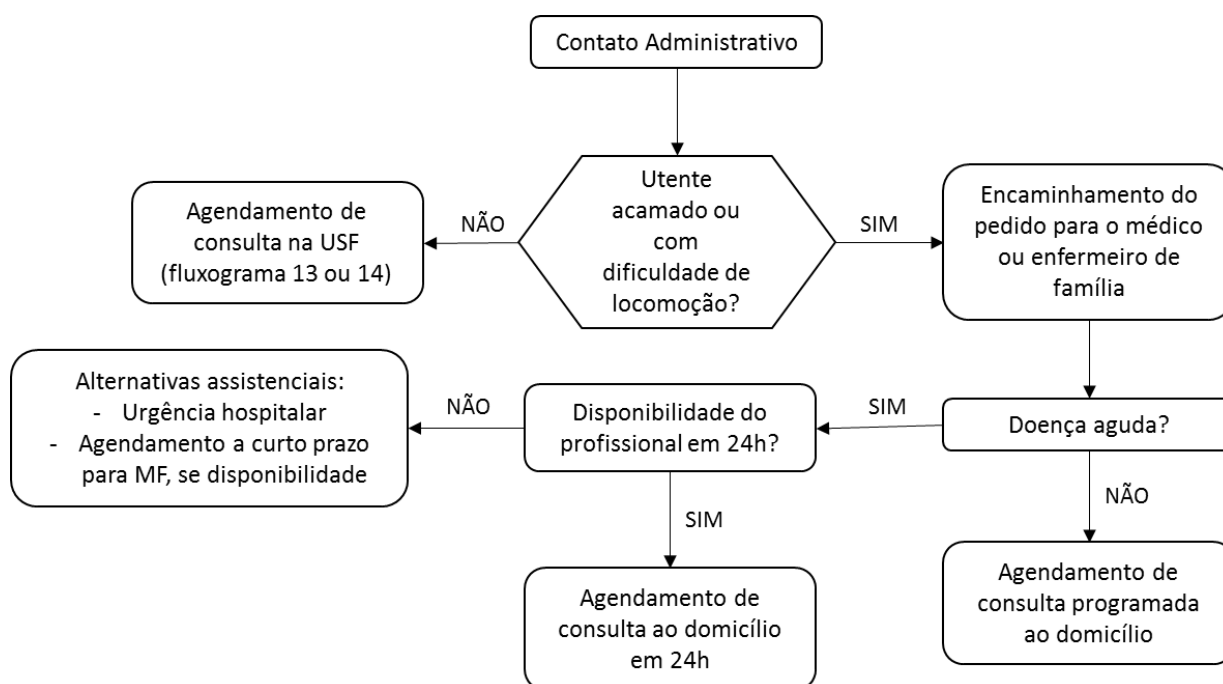 Contato Administrativo
Utente
acamado ou
com
dificuldade de
locomoção?
NÃO
SIM
Agendamento de
consulta na USF
(fluxograma 13 ou 14)
Encaminhamento do
pedido para o médico
ou enfermeiro de
família
Doença aguda?
SIM
NÃO
Disponibilidade do
profissional em 24h?
NÃO
SIM
Alternativas assistenciais:
- Urgência hospitalar
- Agendamento a curto prazo
para MF, se disponibilidade
Agendamento de
consulta ao domicílio
em 24h
Agendamento de
consulta programada
ao domicílio